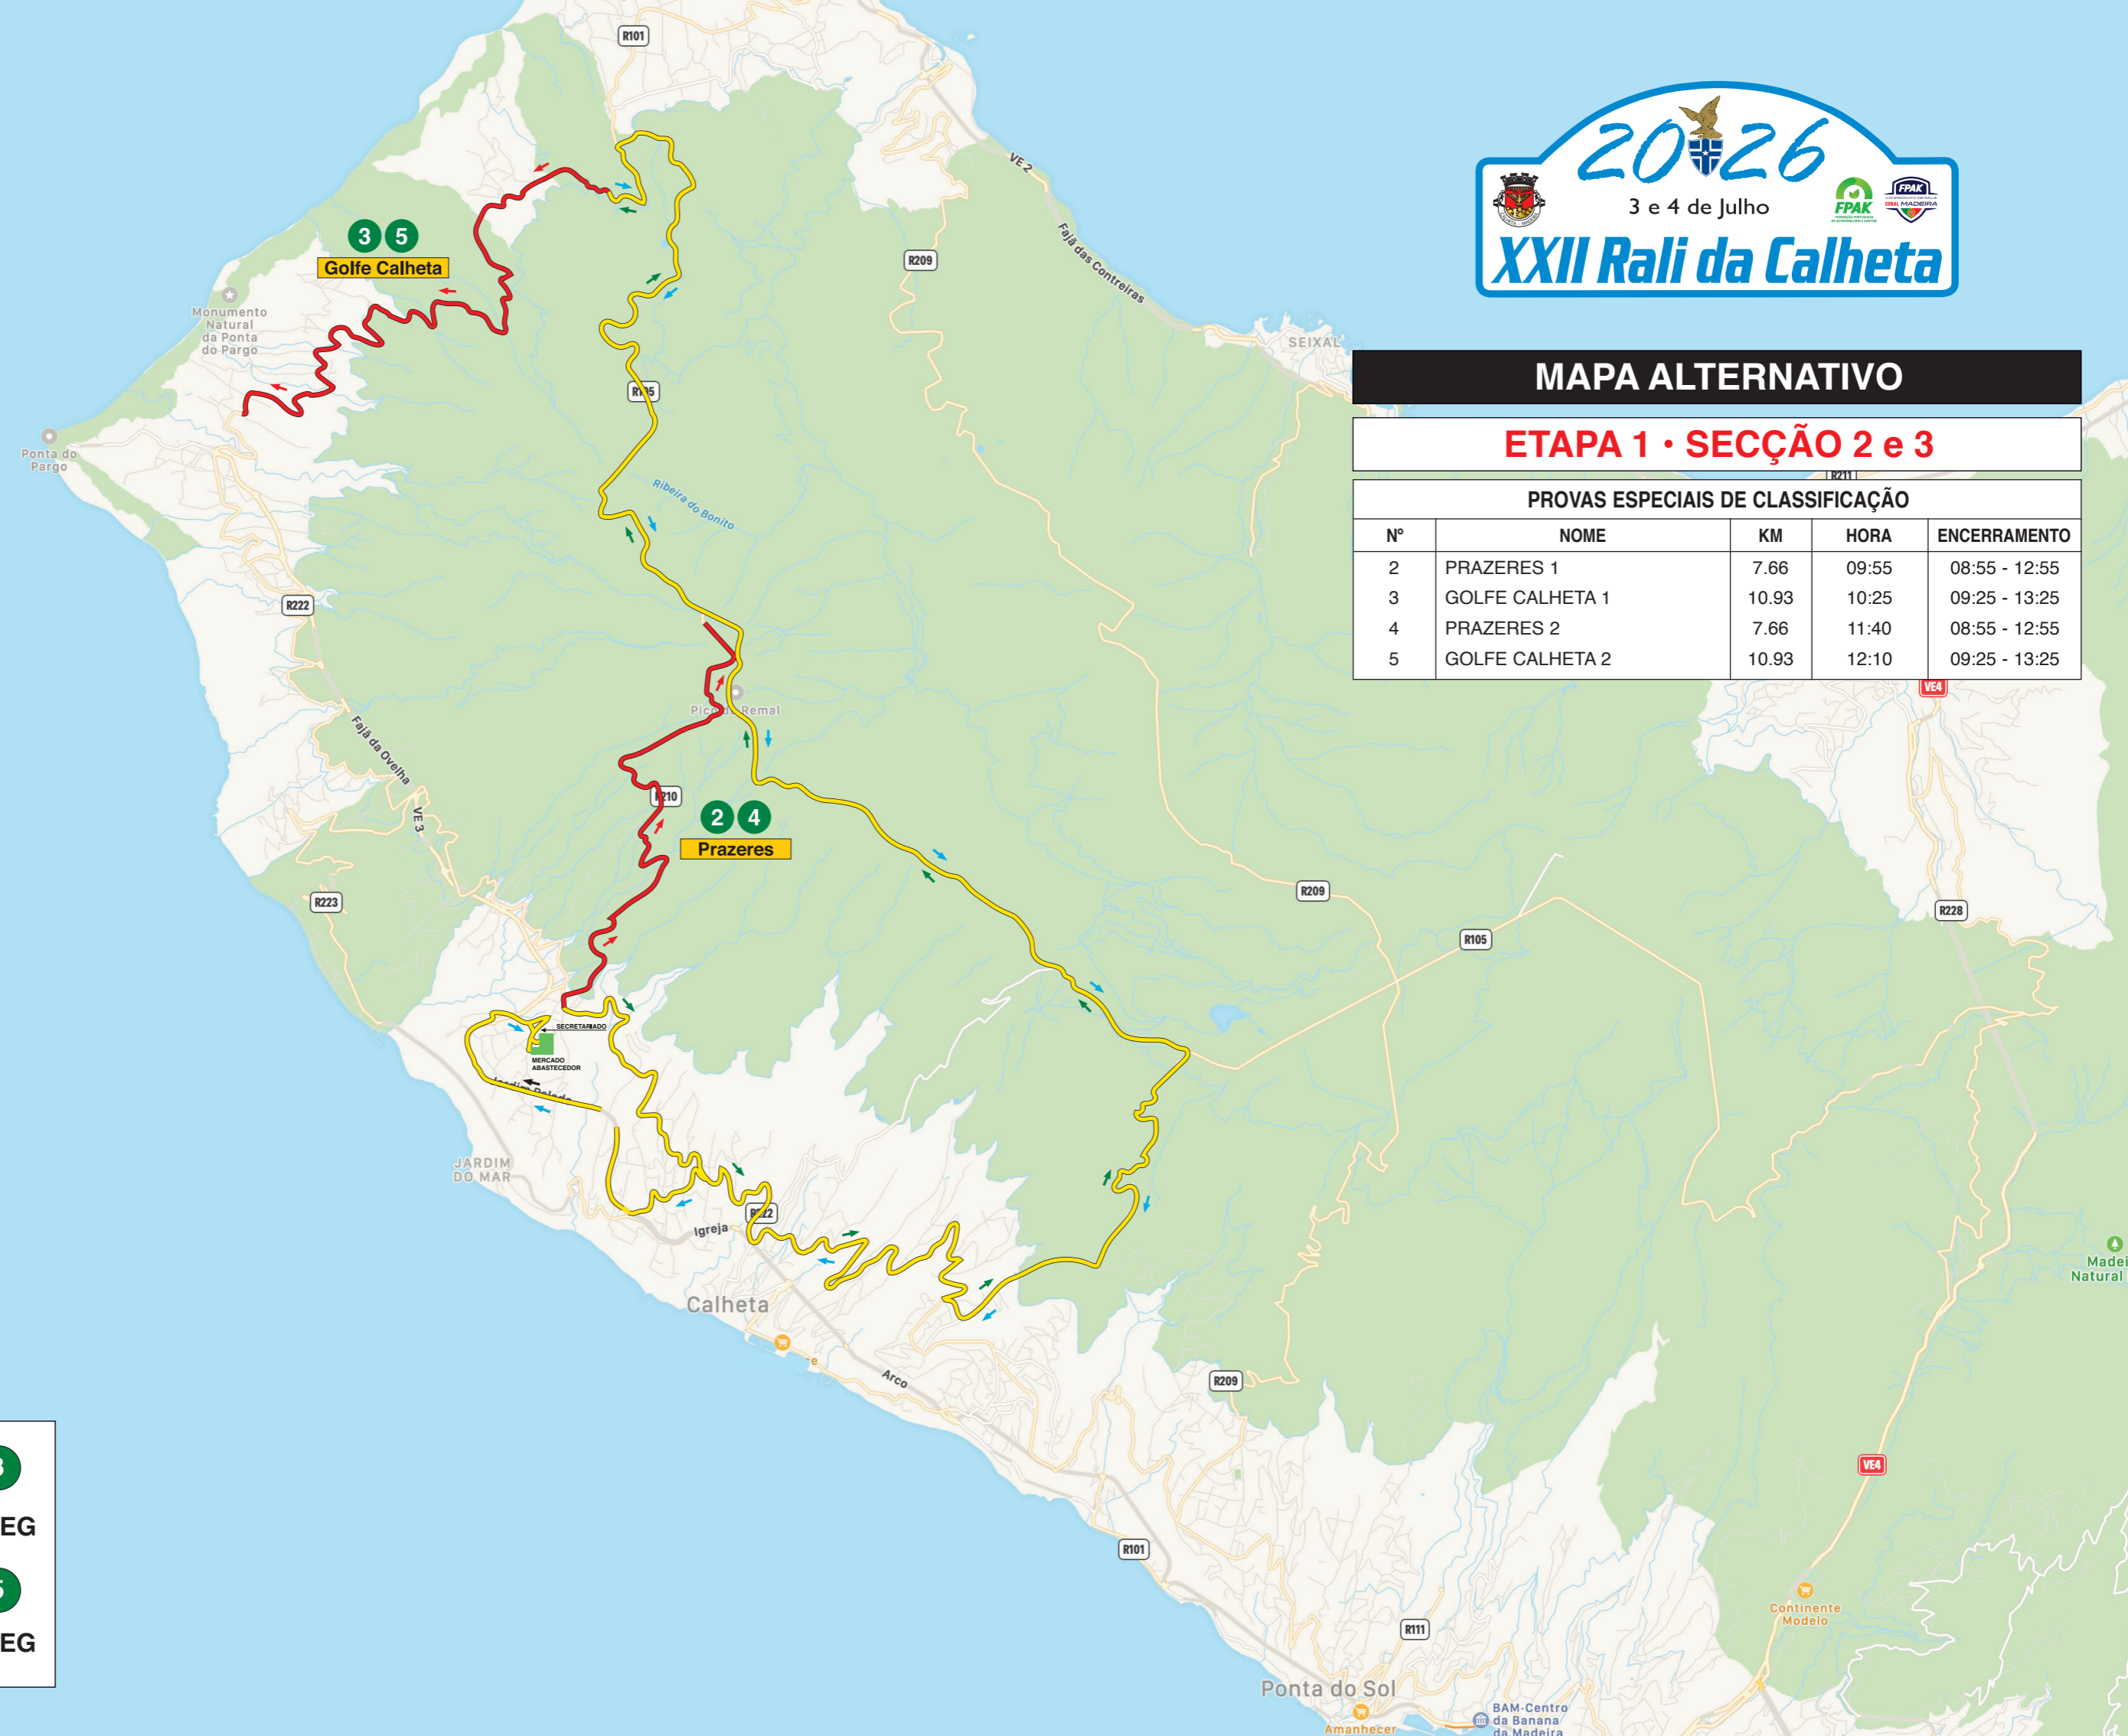 R101
VE 2
Fajã das Contreiras
R209
SEIXAL
2026
3 e 4 de Julho
FPAK
FPAK
CORAL MADEIRA
XXII Rali da Calheta
MAPA ALTERNATIVO
ETAPA 1 • SECÇÃO 2 e 3
R211
PROVAS ESPECIAIS DE CLASSIFICAÇÃO
Nº NOME KM HORA ENCERRAMENTO
2 PRAZERES 1 7.66 09:55 08:55 - 12:55
3 GOLFE CALHETA 1 10.93 10:25 09:25 - 13:25
4 PRAZERES 2 7.66 11:40 08:55 - 12:55
5 GOLFE CALHETA 2 10.93 12:10 09:25 - 13:25
3 5
Golfe Calheta
Monumento
Natural
da Ponta
do Pargo
Ponta do
Pargo
Ribeira do Bonito
R222
Fajã da Ovelha
VE 3
R223
R210
2 4
Prazeres
VE4
R209
R105
R228
SECRETARIADO
MERCADO
ABASTECEDOR
JARDIM
DO MAR
Igreja
Calheta
Arco
R209
R101
R111
VE4
Madei
Natural
Continente
Modelo
Ponta do Sol
Amanhecer
BAM-Centro
da Banana
da Madeira
EG
5
EG